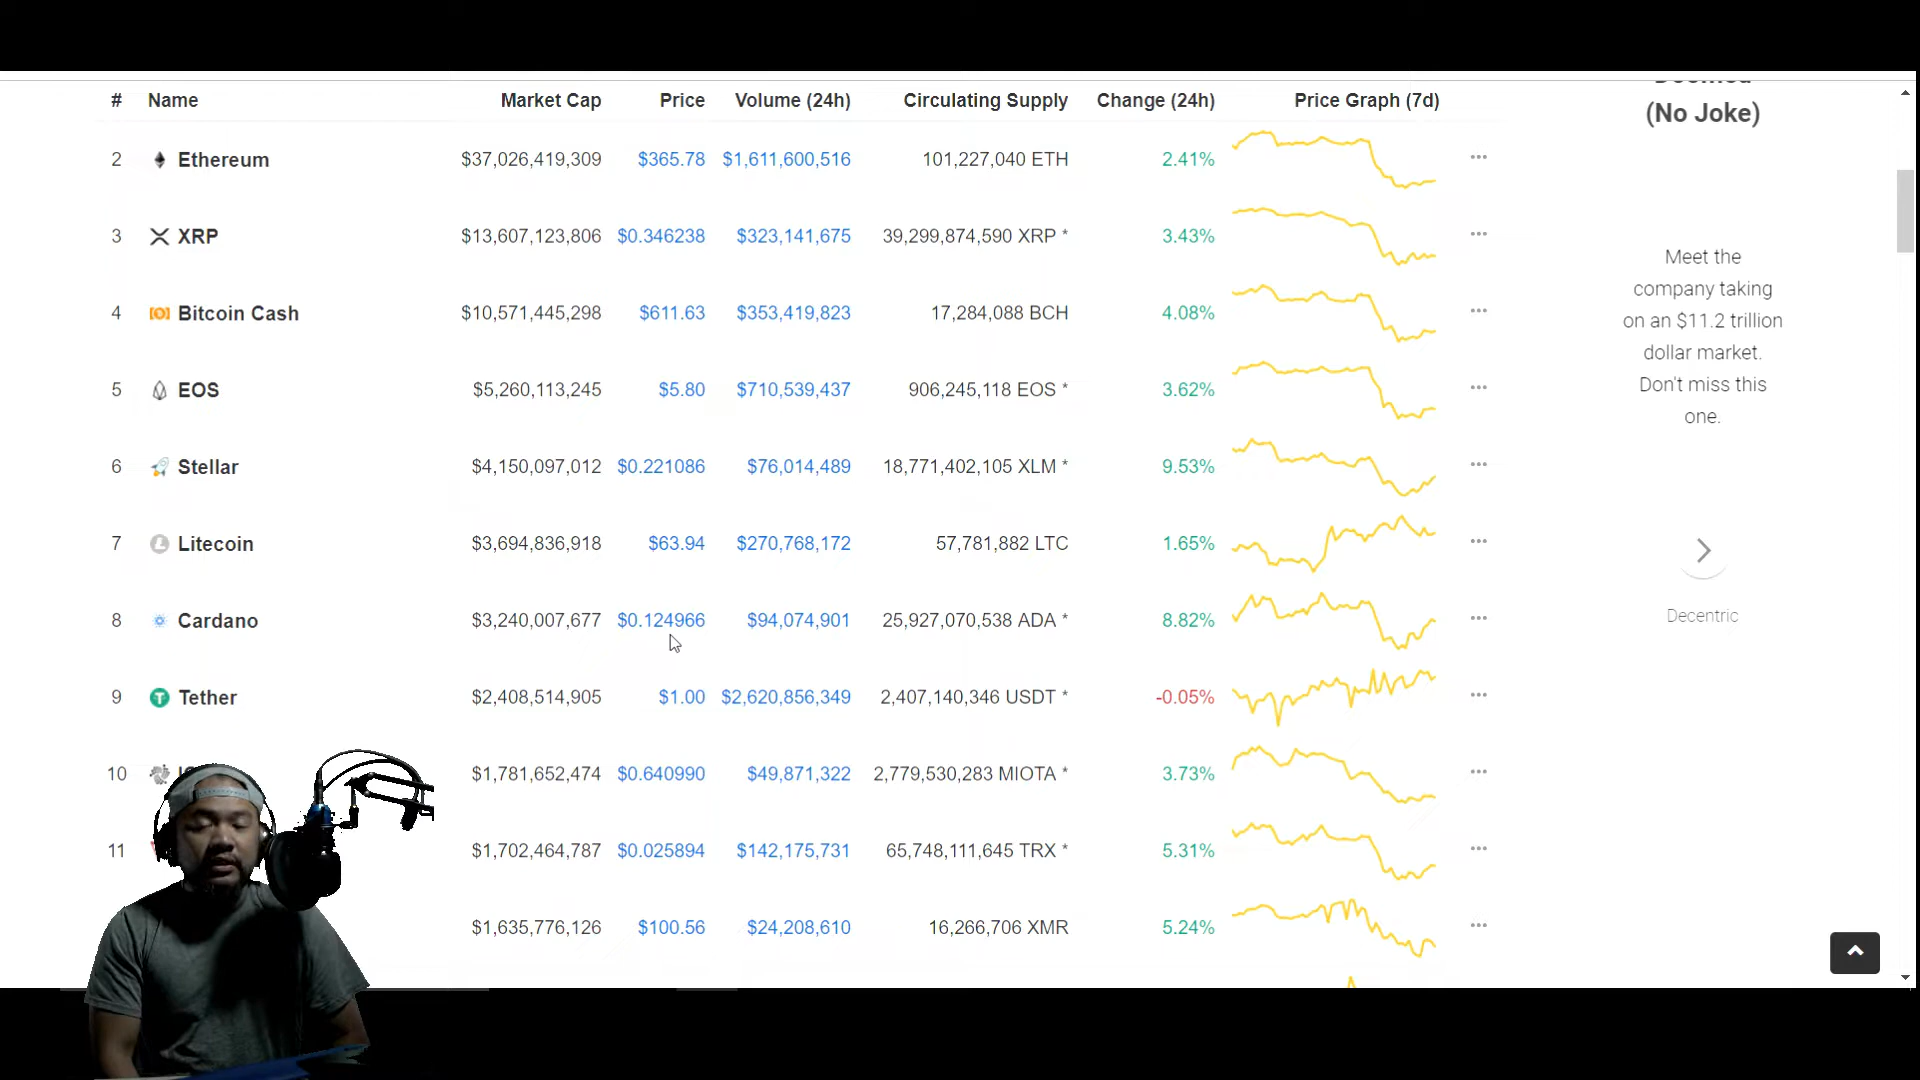 Doomed
(No Joke)
# Name Market Cap Price Volume (24h) Circulating Supply Change (24h) Price Graph (7d)
2 Ethereum $37,026,419,309 $365.78 $1,611,600,516 101,227,040 ETH 2.41%
3 XRP $13,607,123,806 $0.346238 $323,141,675 39,299,874,590 XRP * 3.43%
4 Bitcoin Cash $10,571,445,298 $611.63 $353,419,823 17,284,088 BCH 4.08%
5 EOS $5,260,113,245 $5.80 $710,539,437 906,245,118 EOS * 3.62%
6 Stellar $4,150,097,012 $0.221086 $76,014,489 18,771,402,105 XLM * 9.53%
7 Litecoin $3,694,836,918 $63.94 $270,768,172 57,781,882 LTC 1.65%
8 Cardano $3,240,007,677 $0.124966 $94,074,901 25,927,070,538 ADA * 8.82%
9 Tether $2,408,514,905 $1.00 $2,620,856,349 2,407,140,346 USDT * -0.05%
10 $1,781,652,474 $0.640990 $49,871,322 2,779,530,283 MIOTA * 3.73%
11 $1,702,464,787 $0.025894 $142,175,731 65,748,111,645 TRX * 5.31%
$1,635,776,126 $100.56 $24,208,610 16,266,706 XMR 5.24%
Meet the
company taking
on an $11.2 trillion
dollar market.
Don't miss this
one.
Decentric